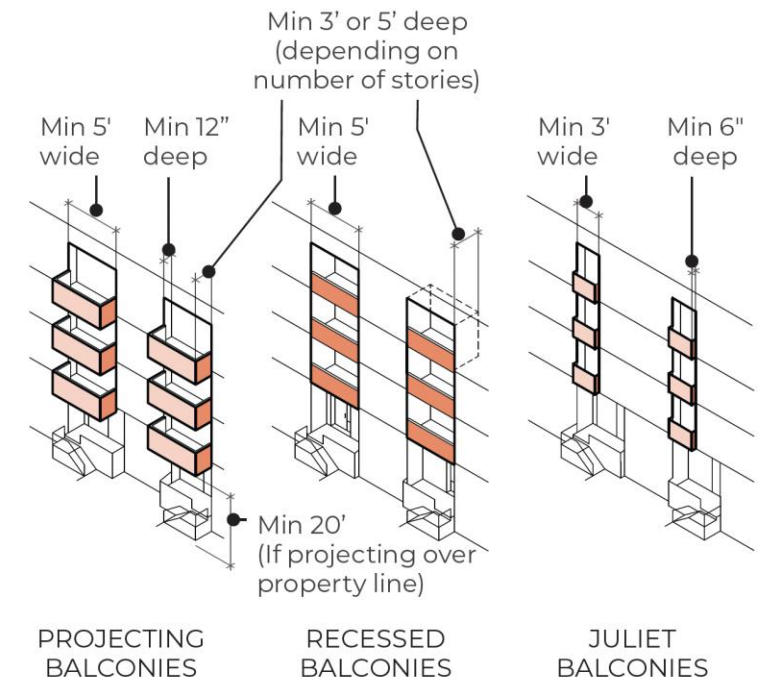 Min 3’ or 5’ deep
(depending on
number of stories)
Min 5'
wide
Min 12”
deep
Min 5'
wide
Min 3'
wide
Min 6"
deep
Min 20’
(If projecting over
property line)
PROJECTING
BALCONIES
RECESSED
BALCONIES
JULIET
BALCONIES